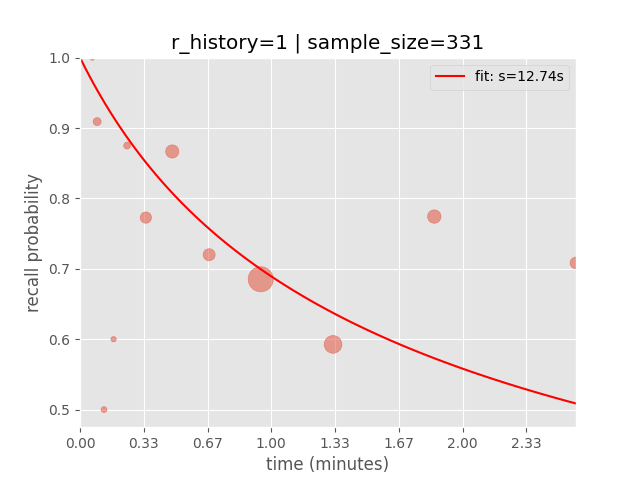 r_history=1 | sample_size=331
fit: s=12.74s
recall probability
1.0
0.9
0.8
0.7
0.6
0.5
0.00 0.33 0.67 1.00 1.33 1.67 2.00 2.33
time (minutes)